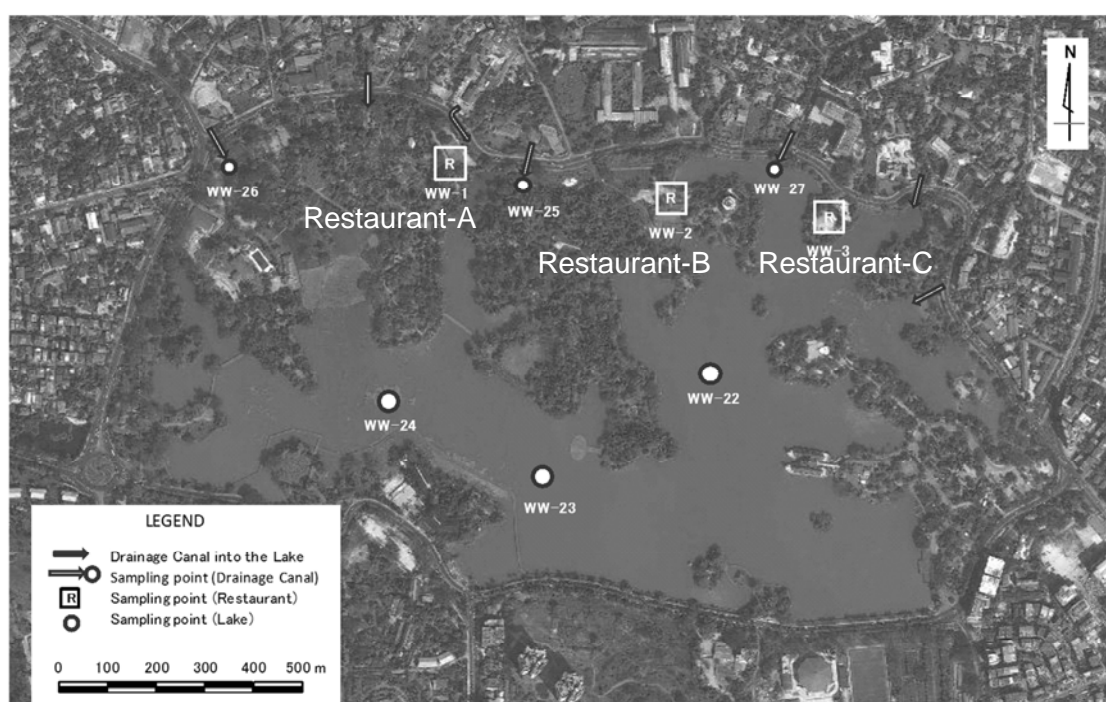 N
R
R
R
WW-26
WW-1
WW-25
WW-27
WW-2
WW-3
Restaurant-A
Restaurant-B
Restaurant-C
WW-22
WW-24
WW-23
LEGEND
Drainage Canal into the Lake
Sampling point (Drainage Canal)
R Sampling point (Restaurant)
Sampling point (Lake)
0 100 200 300 400 500 m